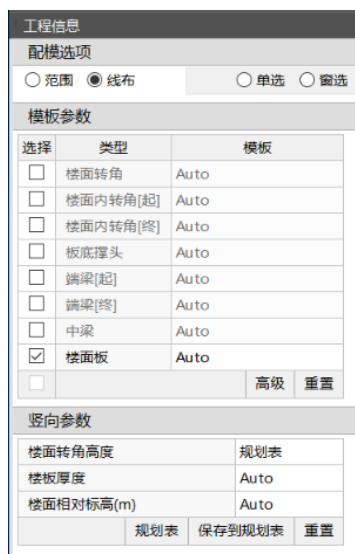 工程信息
配模选项
范围 线布 单选 窗选
模板参数
选择 类型 模板
楼面转角 Auto
楼面内转角[起] Auto
楼面内转角[终] Auto
板底撑头 Auto
端梁[起] Auto
端梁[终] Auto
中梁 Auto
楼面板 Auto
高级 重置
竖向参数
楼面转角高度 规划表
楼板厚度 Auto
楼面相对标高(m) Auto
规划表 保存到规划表 重置